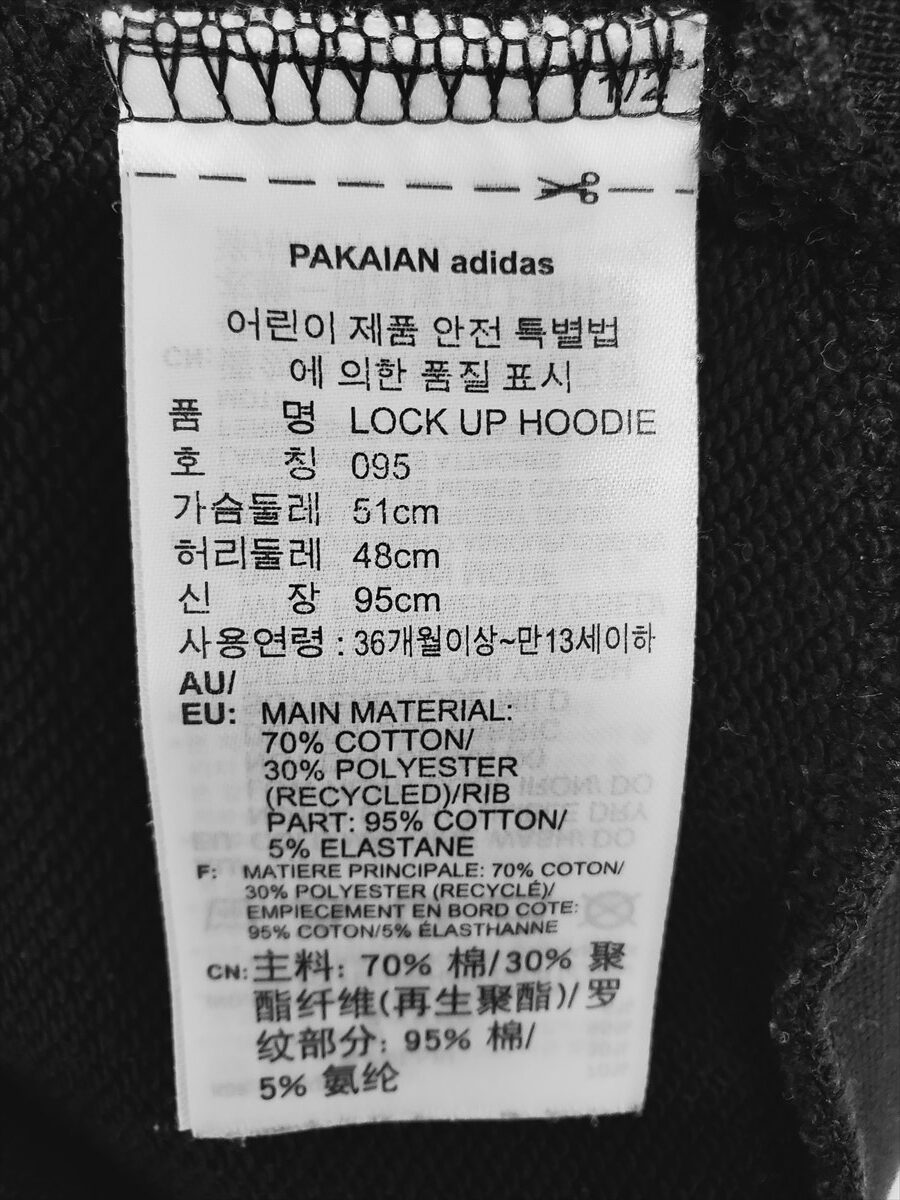 1/2
PAKAIAN adidas
어린이 제품 안전 특별법
에 의한 품질 표시
품 명 LOCK UP HOODIE
호 칭 095
가슴둘레 51cm
허리둘레 48cm
신 장 95cm
사용연령 : 36개월이상~만13세이하
AU/
EU: MAIN MATERIAL:
70% COTTON/
30% POLYESTER
(RECYCLED)/RIB
PART: 95% COTTON/
5% ELASTANE
F: MATIERE PRINCIPALE: 70% COTON/
30% POLYESTER (RECYCLÉ)/
EMPIECEMENT EN BORD COTE:
95% COTON/5% ÉLASTHANNE
CN: 主料: 70% 棉/30% 聚
酯纤维(再生聚酯)/罗
纹部分: 95% 棉/
5% 氨纶